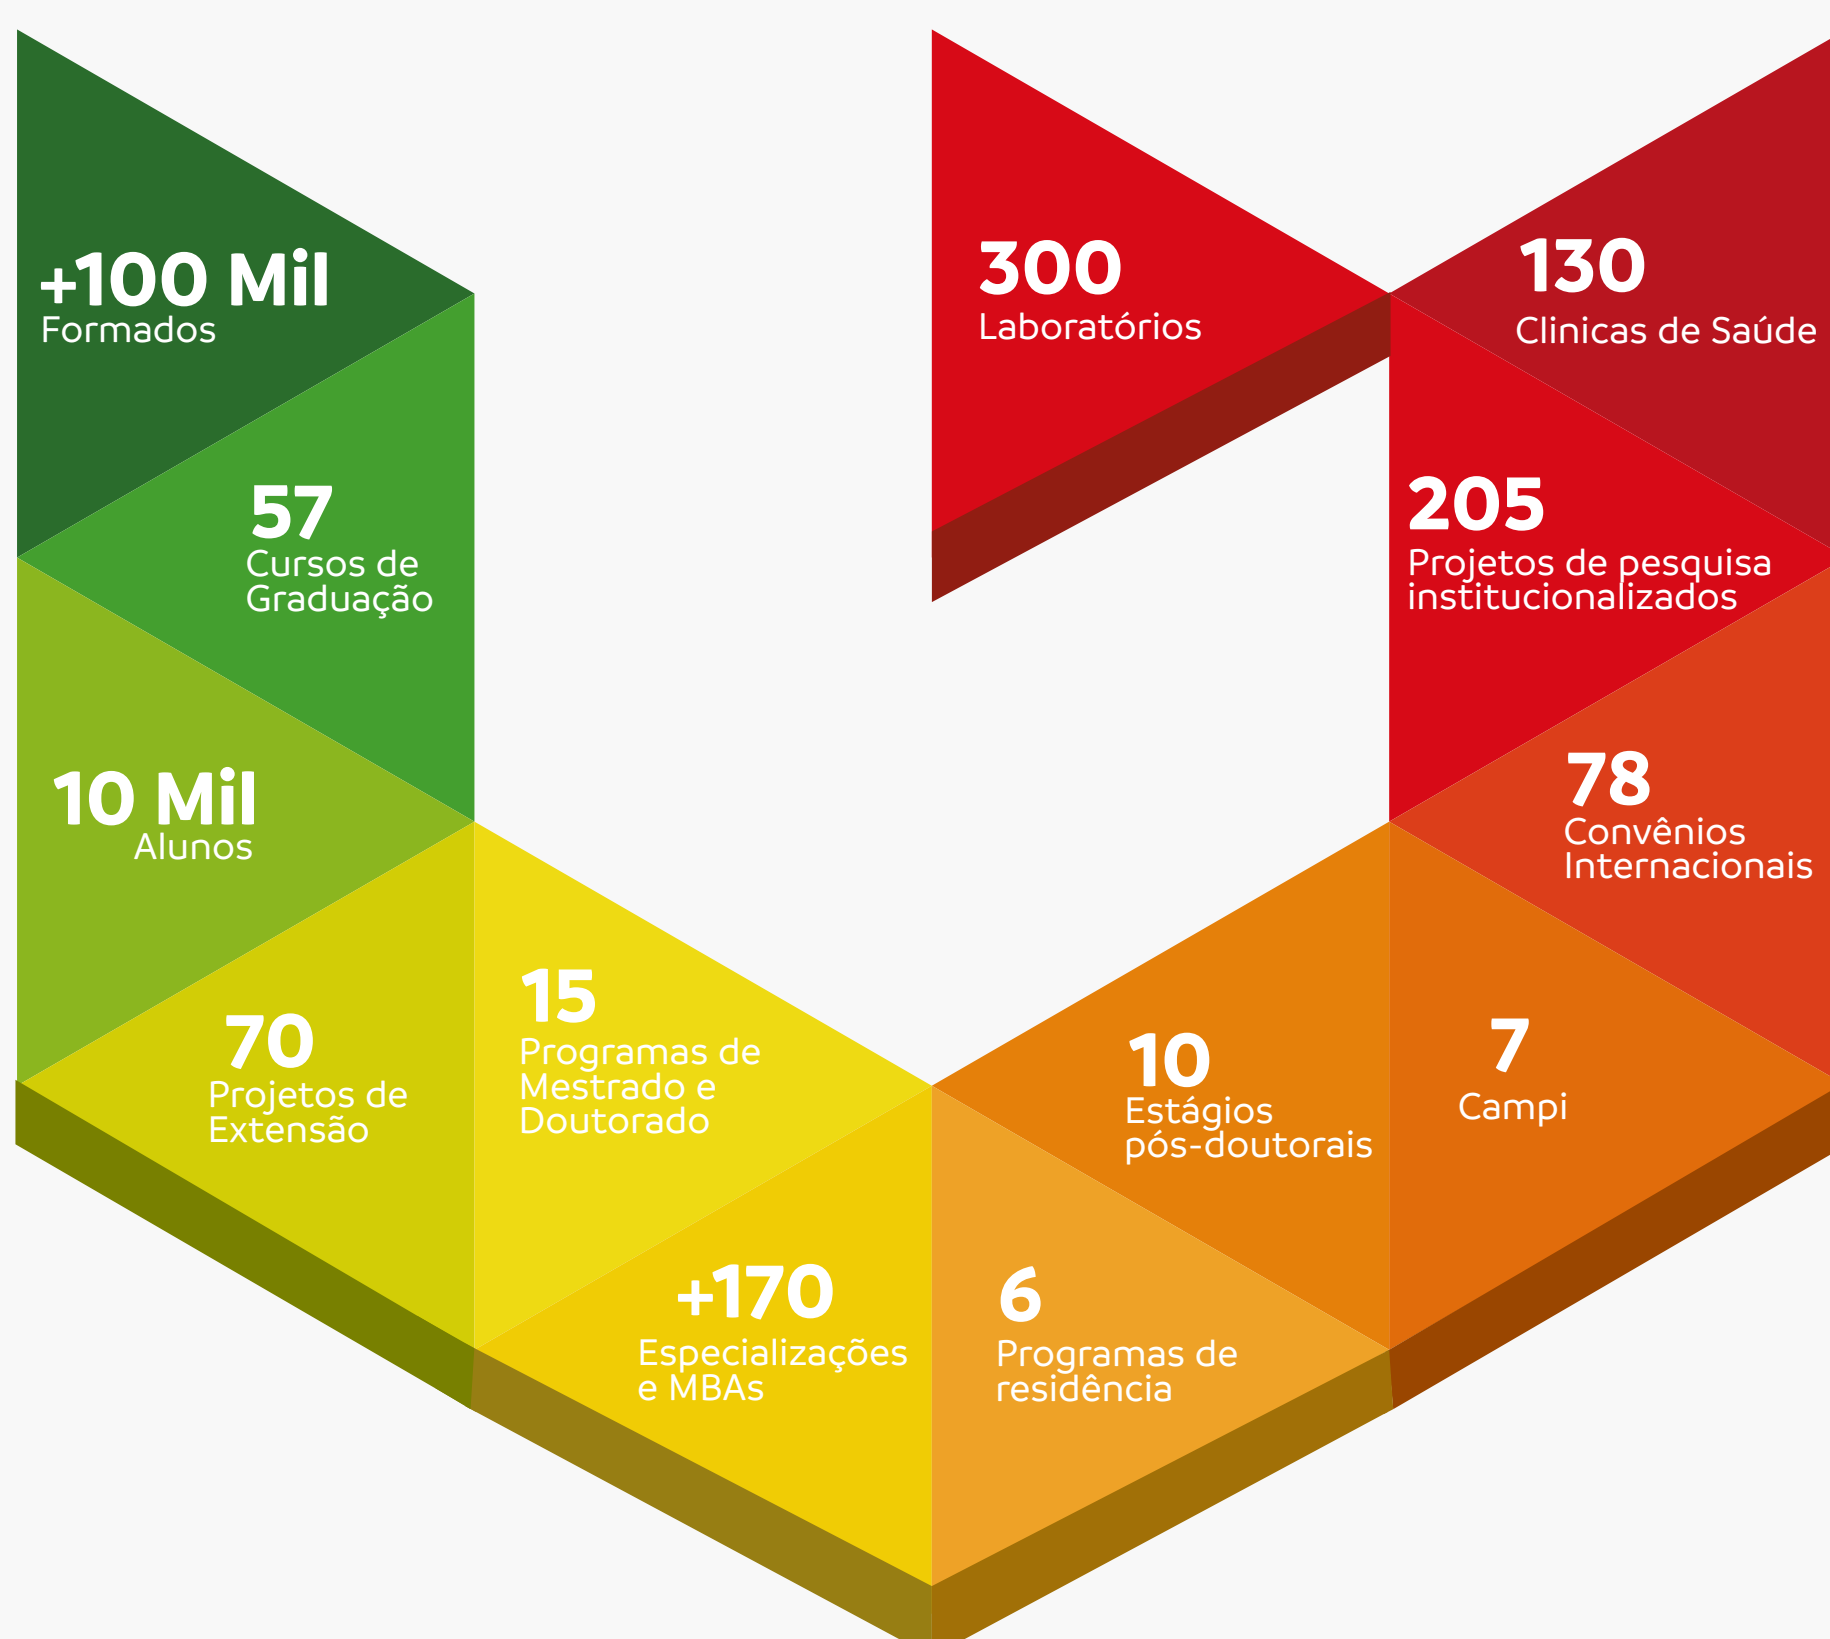 +100 Mil
Formados
57
Cursos de
Graduação
10 Mil
Alunos
70
Projetos de
Extensão
15
Programas de
Mestrado e
Doutorado
+170
Especializações
e MBAs
6
Programas de
residência
10
Estágios
pós-doutorais
7
Campi
78
Convênios
Internacionais
205
Projetos de pesquisa
institucionalizados
130
Clinicas de Saúde
300
Laboratórios